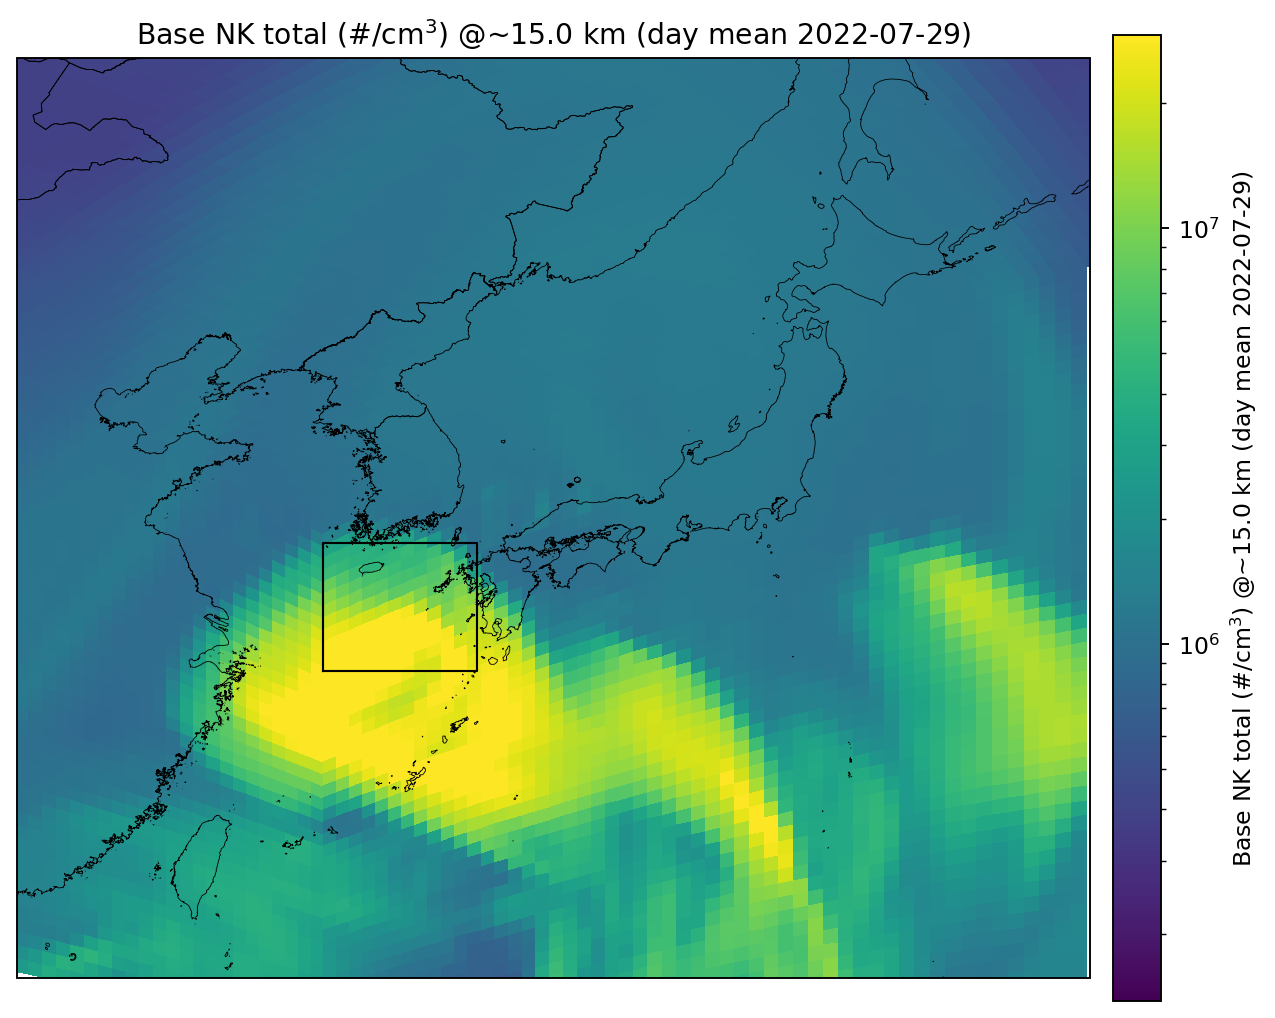 Base NK total (#/cm³) @~15.0 km (day mean 2022-07-29)
10⁷
10⁶
Base NK total (#/cm³) @~15.0 km (day mean 2022-07-29)